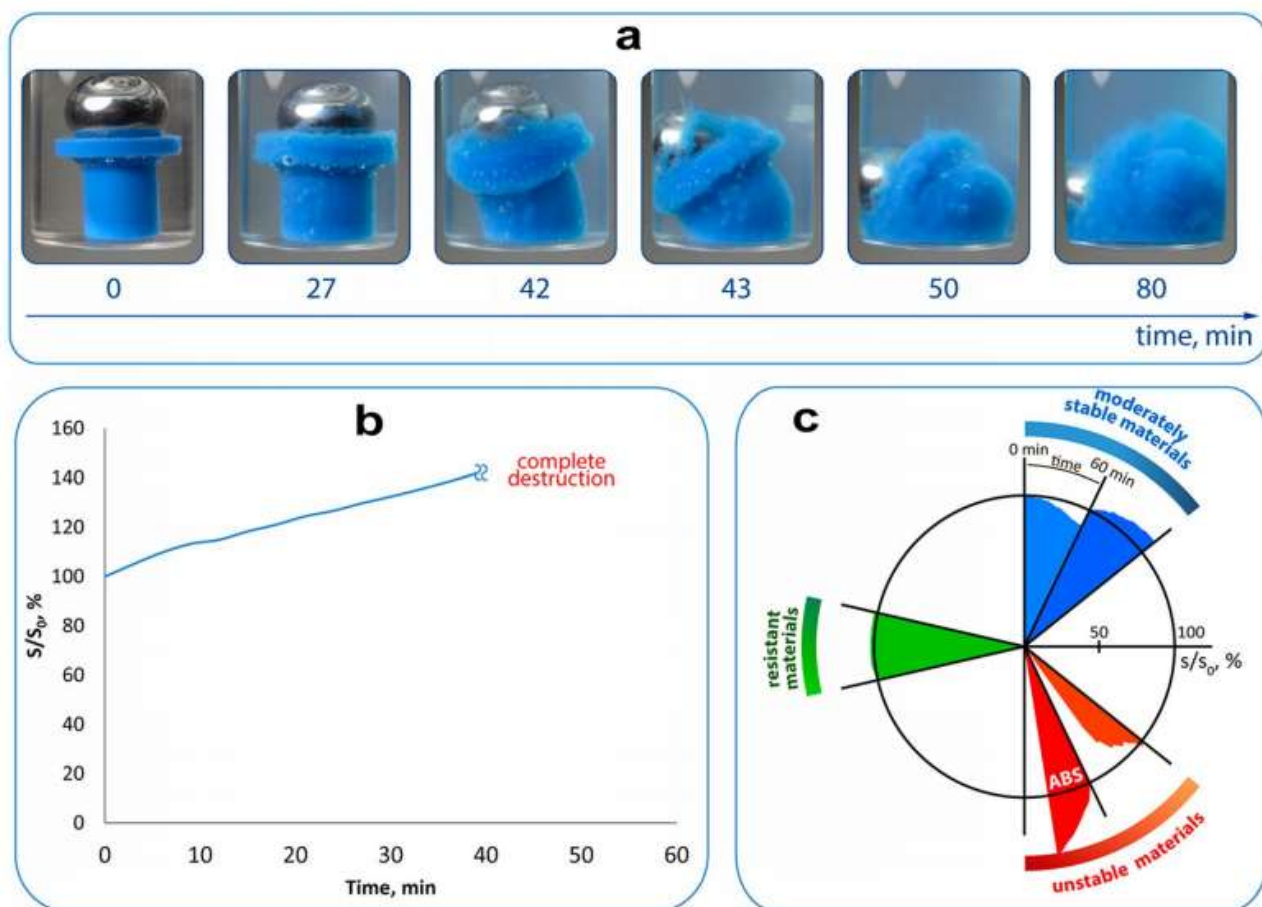 a
0 27 42 43 50 80
time, min
b
160
140
120
100
80
60
40
20
0
S/S₀, %
complete
destruction
0 10 20 30 40 50 60
Time, min
c
moderately
stable materials
0 min
time
60 min
50 100
S/S₀, %
resistant
materials
ABS
unstable materials